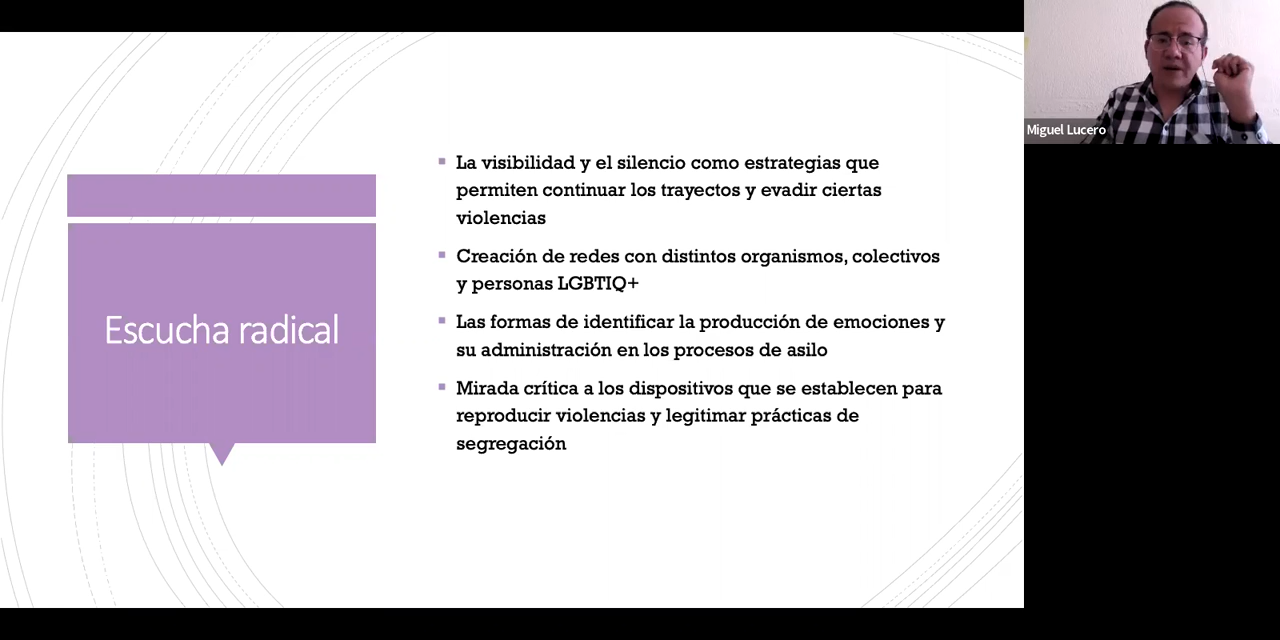 Escucha radical
La visibilidad y el silencio como estrategias que
permiten continuar los trayectos y evadir ciertas
violencias
Creación de redes con distintos organismos, colectivos
y personas LGBTIQ+
Las formas de identificar la producción de emociones y
su administración en los procesos de asilo
Mirada crítica a los dispositivos que se establecen para
reproducir violencias y legitimar prácticas de
segregación
Miguel Lucero